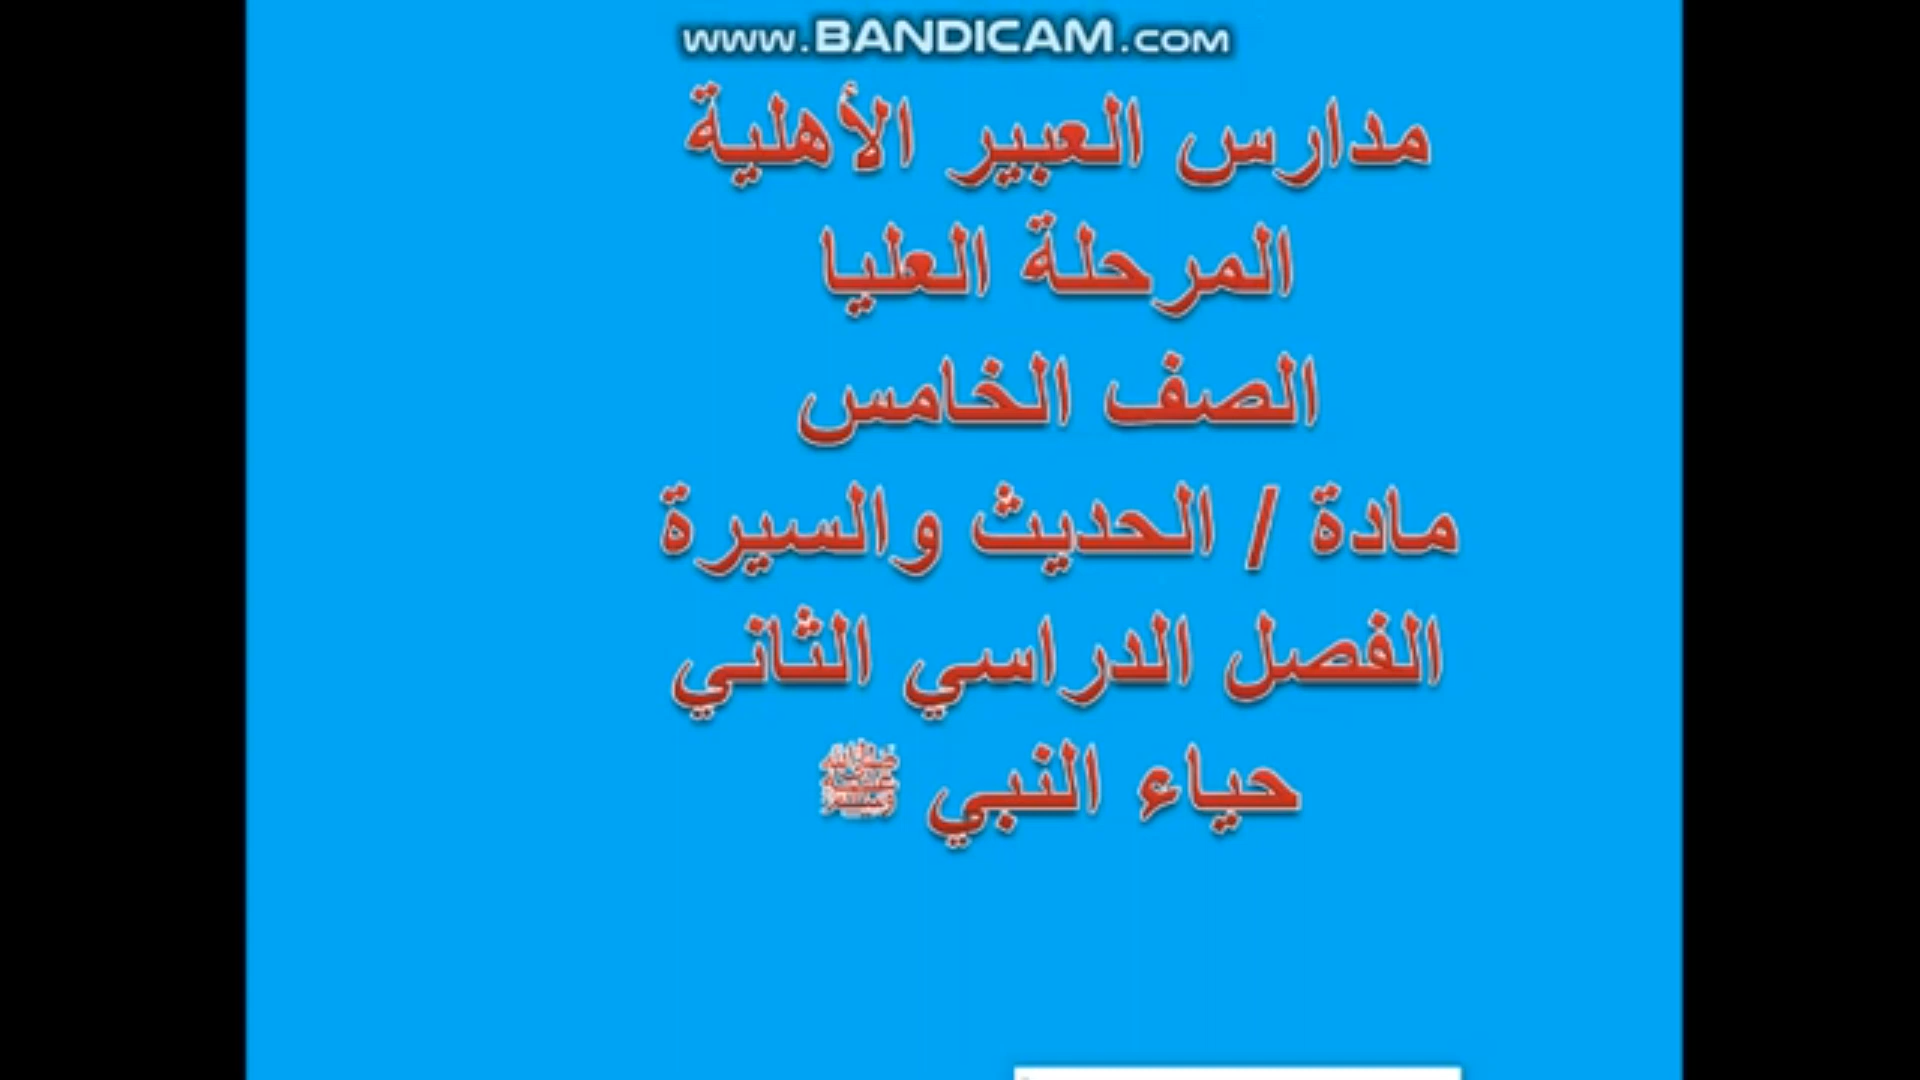 www.BANDICAM.com
مدارس العبير الأهلية
المرحلة العليا
الصف الخامس
مادة / الحديث والسيرة
الفصل الدراسي الثاني
حياء النبي ﷺ